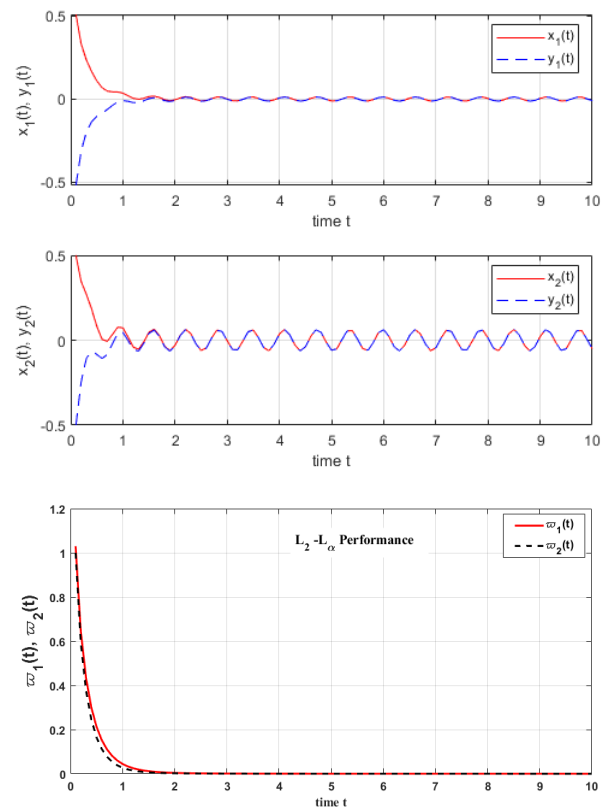 0.5
0
-0.5
x₁(t), y₁(t)
x₁(t)
y₁(t)
0 1 2 3 4 5 6 7 8 9 10
time t
0.5
0
-0.5
x₂(t), y₂(t)
x₂(t)
y₂(t)
0 1 2 3 4 5 6 7 8 9 10
time t
1.2
1
0.8
0.6
0.4
0.2
0
ϖ₁(t), ϖ₂(t)
L₂ -Lα Performance
ϖ₁(t)
ϖ₂(t)
0 1 2 3 4 5 6 7 8 9 10
time t